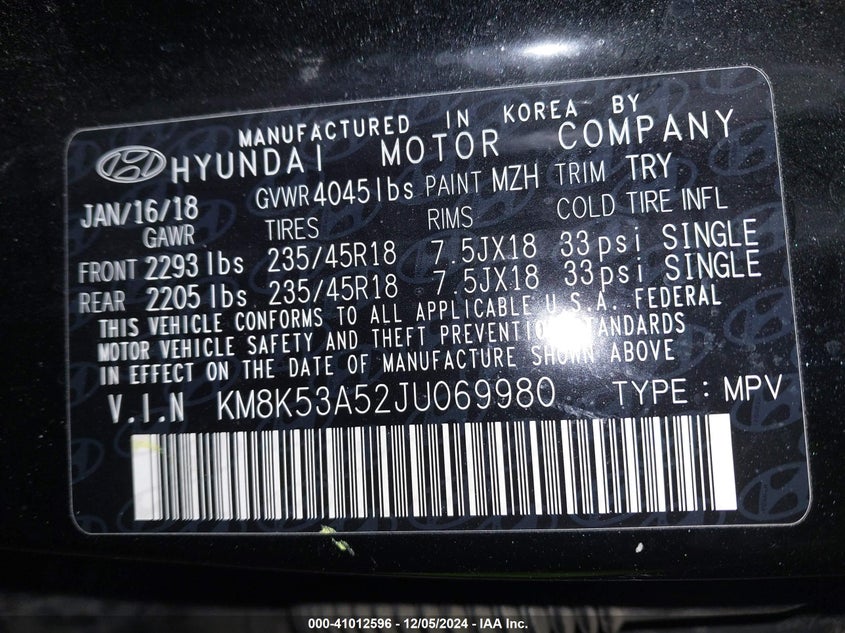 MANUFACTURED IN KOREA BY
HYUNDAI MOTOR COMPANY
JAN/16/18 GVWR 4045lbs PAINT MZH TRIM TRY
GAWR TIRES RIMS COLD TIRE INFL
FRONT 2293 lbs 235/45R18 7.5JX18 33psi SINGLE
REAR 2205 lbs 235/45R18 7.5JX18 33psi SINGLE
THIS VEHICLE CONFORMS TO ALL APPLICABLE U.S.A. FEDERAL
MOTOR VEHICLE SAFETY AND THEFT PREVENTION STANDARDS
IN EFFECT ON THE DATE OF MANUFACTURE SHOWN ABOVE.
V.I.N KM8K53A52JU069980 TYPE : MPV
000-41012596 - 12/05/2024 - IAA Inc.